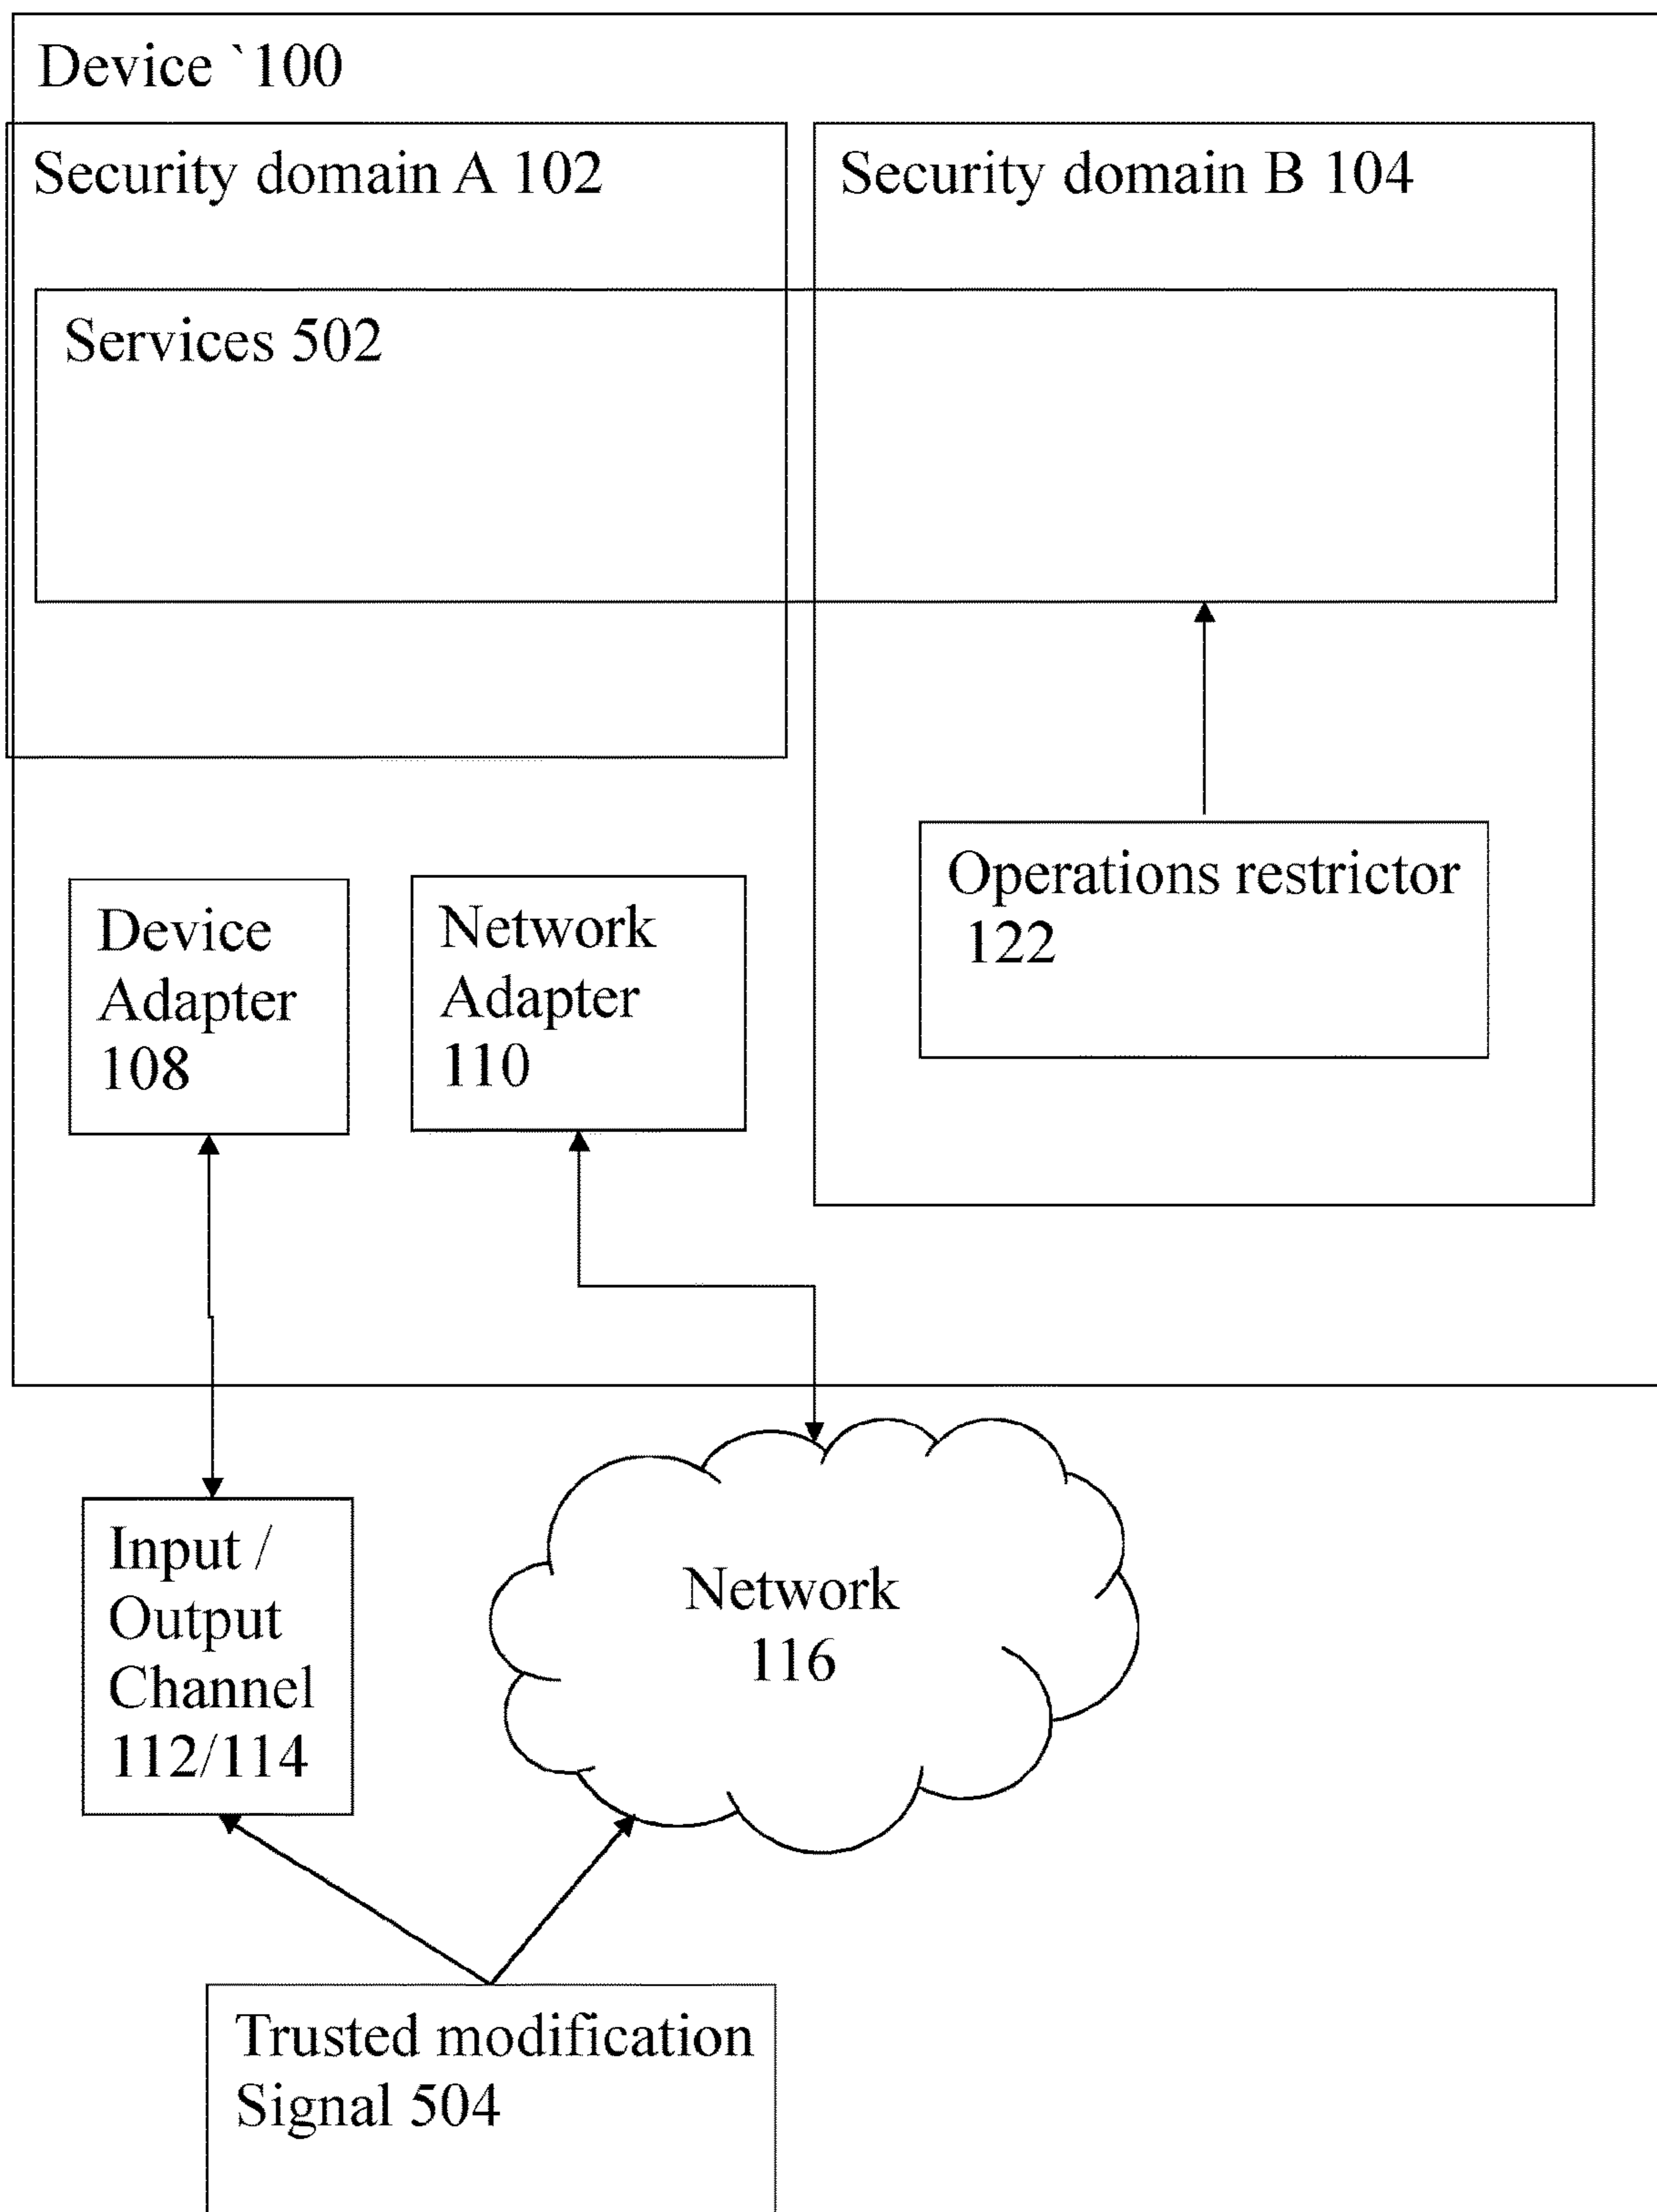 Device `100
Security domain A 102
Security domain B 104
Services 502
Operations restrictor
122
Device
Adapter
108
Network
Adapter
110
Input /
Output
Channel
112/114
Network
116
Trusted modification
Signal 504